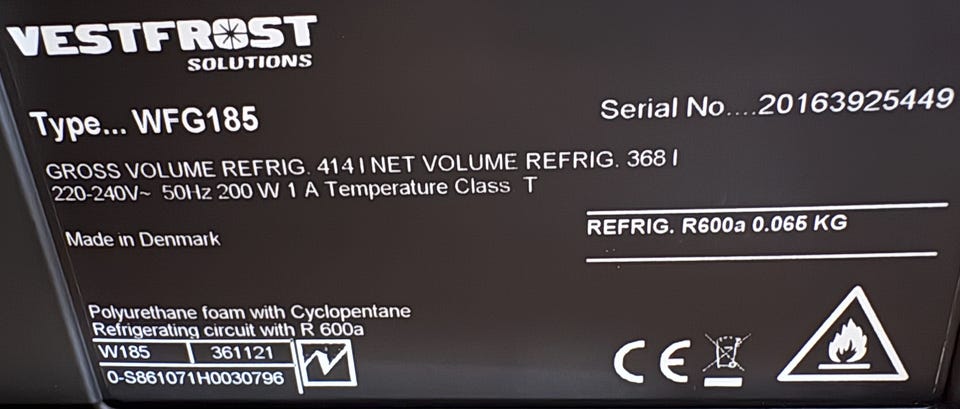 VESTFROST
SOLUTIONS
Type... WFG185
Serial No....20163925449
GROSS VOLUME REFRIG. 414 l NET VOLUME REFRIG. 368 l
220-240V~ 50Hz 200 W 1 A Temperature Class T
Made in Denmark
REFRIG. R600a 0.065 KG
Polyurethane foam with Cyclopentane
Refrigerating circuit with R 600a
W185 361121
0-S861071H0030796
CE